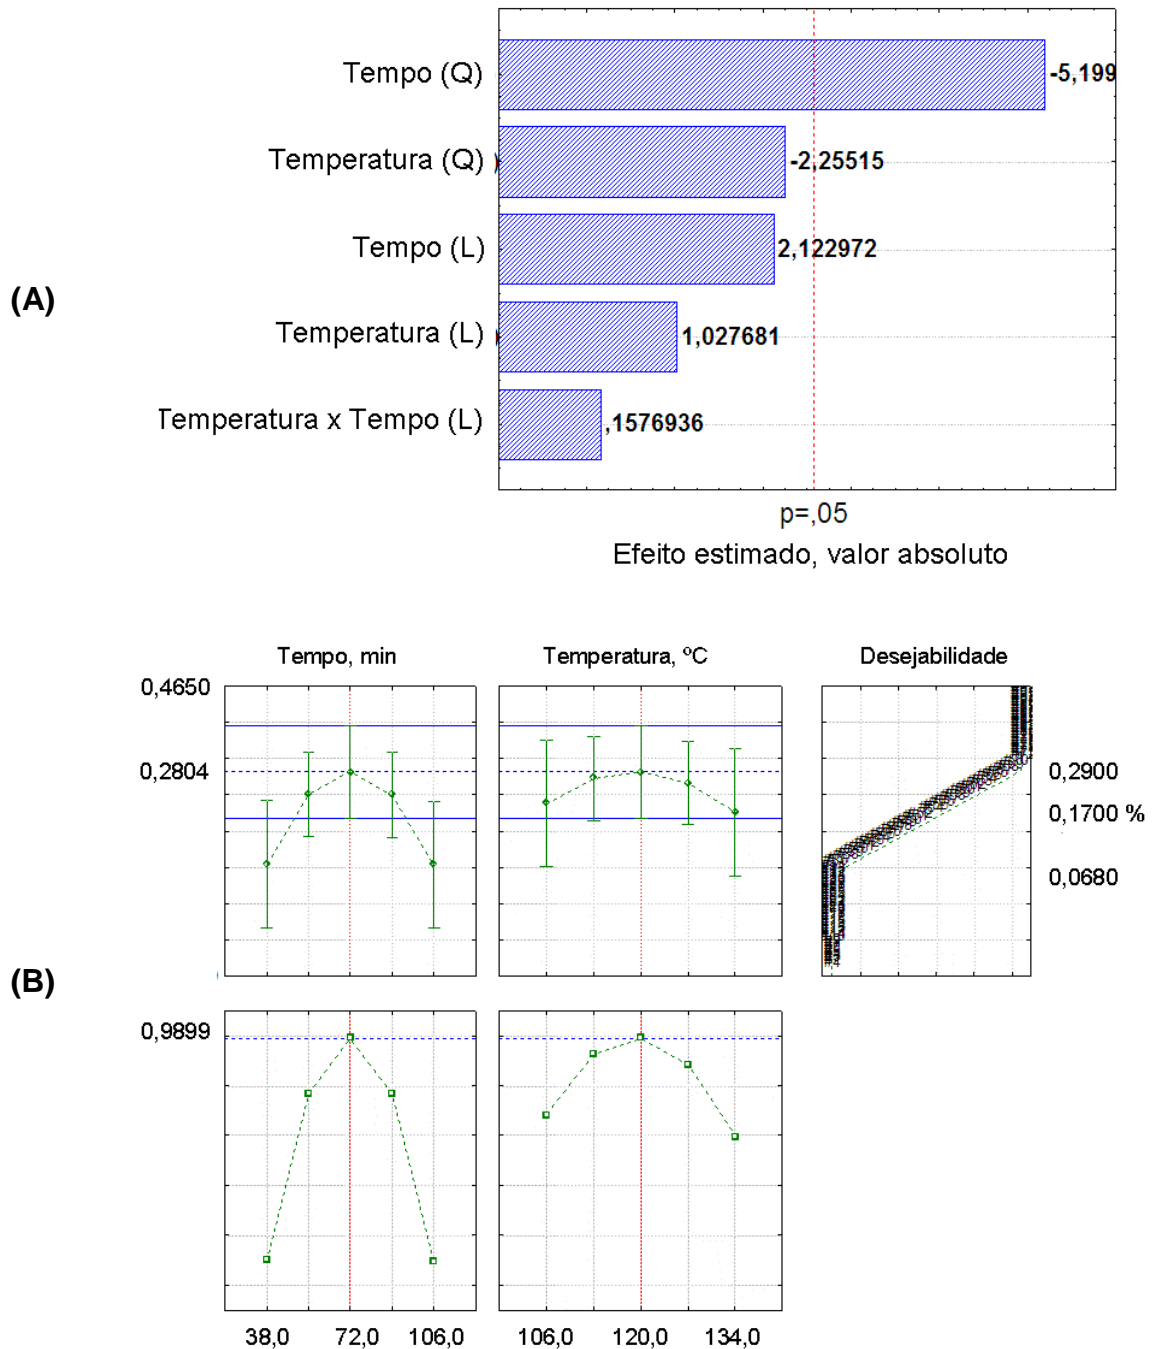 (A)
Tempo (Q)
-5,199
Temperatura (Q)
-2,25515
Tempo (L)
2,122972
Temperatura (L)
1,027681
Temperatura x Tempo (L)
,1576936
p=,05
Efeito estimado, valor absoluto
(B)
Tempo, min
Temperatura, ºC
Desejabilidade
0,4650
0,2804
0,2900
0,1700 %
0,0680
0,9899
38,0 72,0 106,0
106,0 120,0 134,0